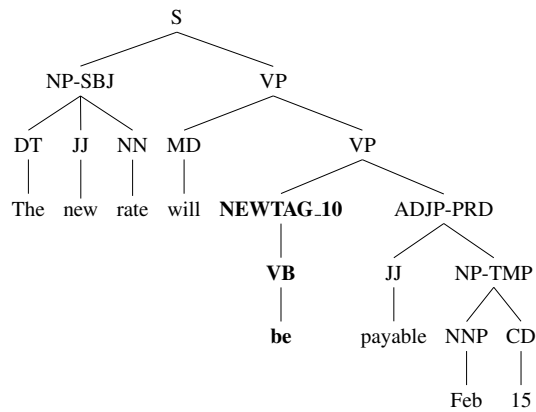 S
NP-SBJ VP
DT JJ NN MD VP
The new rate will NEWTAG_10 ADJP-PRD
VB JJ NP-TMP
be payable NNP CD
Feb 15